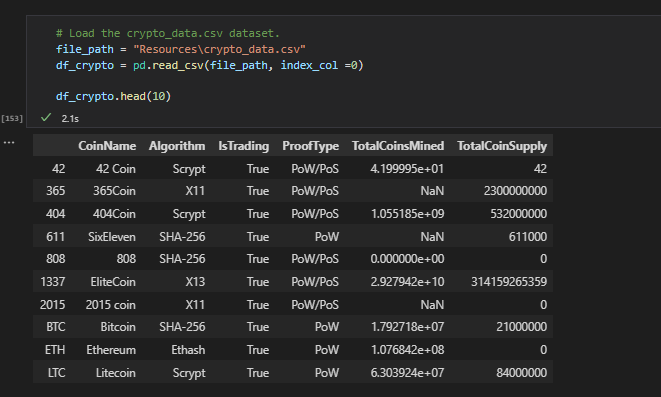 # Load the crypto_data.csv dataset.
file_path = "Resources\crypto_data.csv"
df_crypto = pd.read_csv(file_path, index_col =0)
df_crypto.head(10)
[153] ✓ 2.1s
...
CoinName Algorithm IsTrading ProofType TotalCoinsMined TotalCoinSupply
42 42 Coin Scrypt True PoW/PoS 4.199995e+01 42
365 365Coin X11 True PoW/PoS NaN 2300000000
404 404Coin Scrypt True PoW/PoS 1.055185e+09 532000000
611 SixEleven SHA-256 True PoW NaN 611000
808 808 SHA-256 True PoW/PoS 0.000000e+00 0
1337 EliteCoin X13 True PoW/PoS 2.927942e+10 314159265359
2015 2015 coin X11 True PoW/PoS NaN 0
BTC Bitcoin SHA-256 True PoW 1.792718e+07 21000000
ETH Ethereum Ethash True PoW 1.076842e+08 0
LTC Litecoin Scrypt True PoW 6.303924e+07 84000000